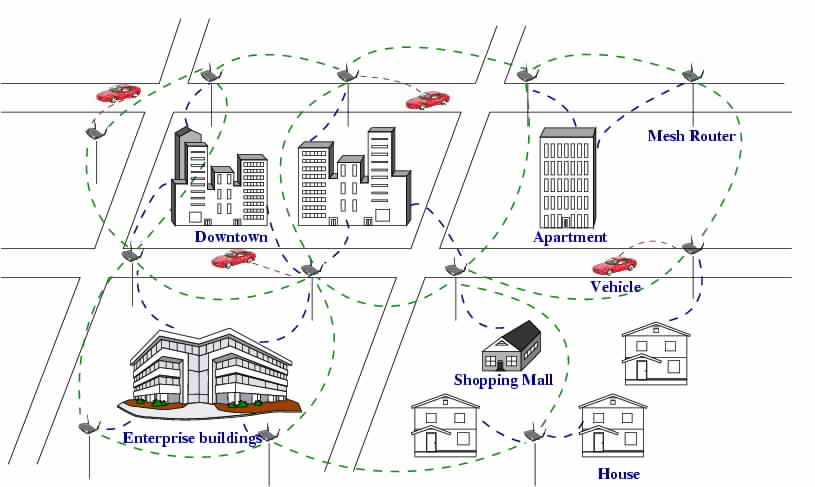 Mesh Router
Downtown
Apartment
Vehicle
Shopping Mall
Enterprise buildings
House